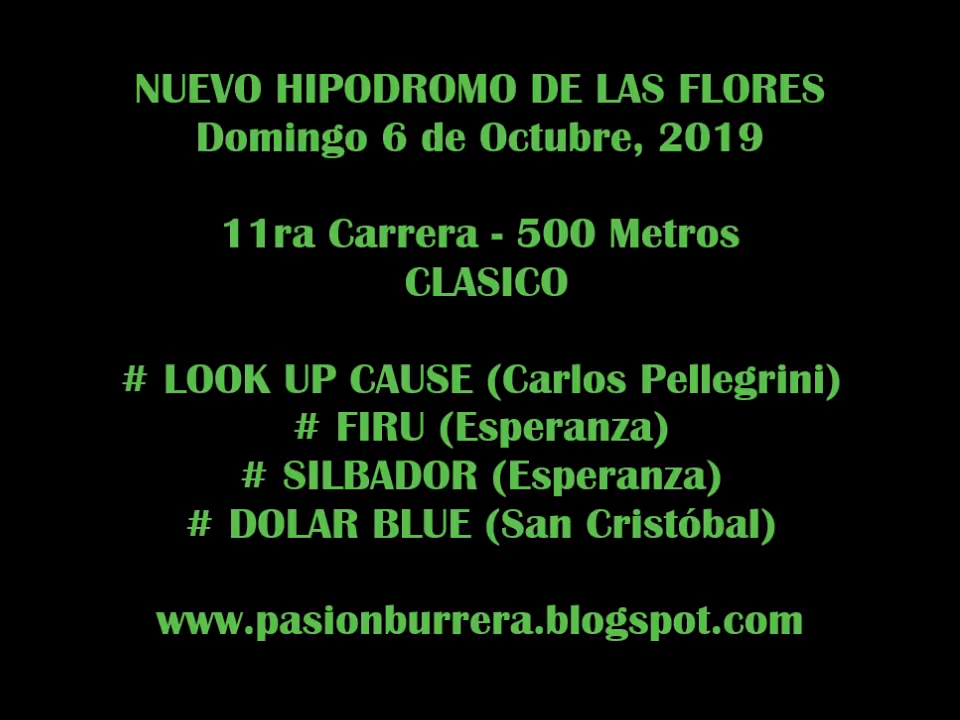 NUEVO HIPODROMO DE LAS FLORES
Domingo 6 de Octubre, 2019
11ra Carrera - 500 Metros
CLASICO
# LOOK UP CAUSE (Carlos Pellegrini)
# FIRU (Esperanza)
# SILBADOR (Esperanza)
# DOLAR BLUE (San Cristóbal)
www.pasionburrera.blogspot.com